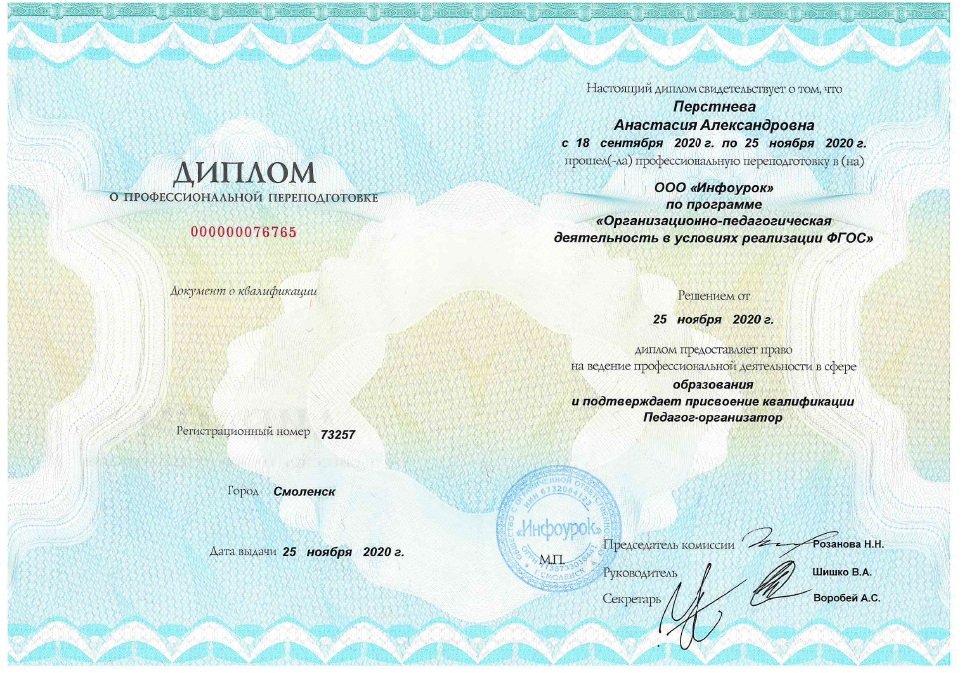 ДИПЛОМ
О ПРОФЕССИОНАЛЬНОЙ ПЕРЕПОДГОТОВКЕ
000000076765
Документ о квалификации
Регистрационный номер 73257
Город Смоленск
Дата выдачи 25 ноября 2020 г.
Настоящий диплом свидетельствует о том, что
Перстнева
Анастасия Александровна
с 18 сентября 2020 г. по 25 ноября 2020 г.
прошел(-ла) профессиональную переподготовку в (на)
ООО «Инфоурок»
по программе
«Организационно-педагогическая
деятельность в условиях реализации ФГОС»
Решением от
25 ноября 2020 г.
диплом предоставляет право
на ведение профессиональной деятельности в сфере
образования
и подтверждает присвоение квалификации
Педагог-организатор
«Инфоурок»
М.П.
Председатель комиссии Розанова Н.Н.
Руководитель Шишко В.А.
Секретарь Воробей А.С.